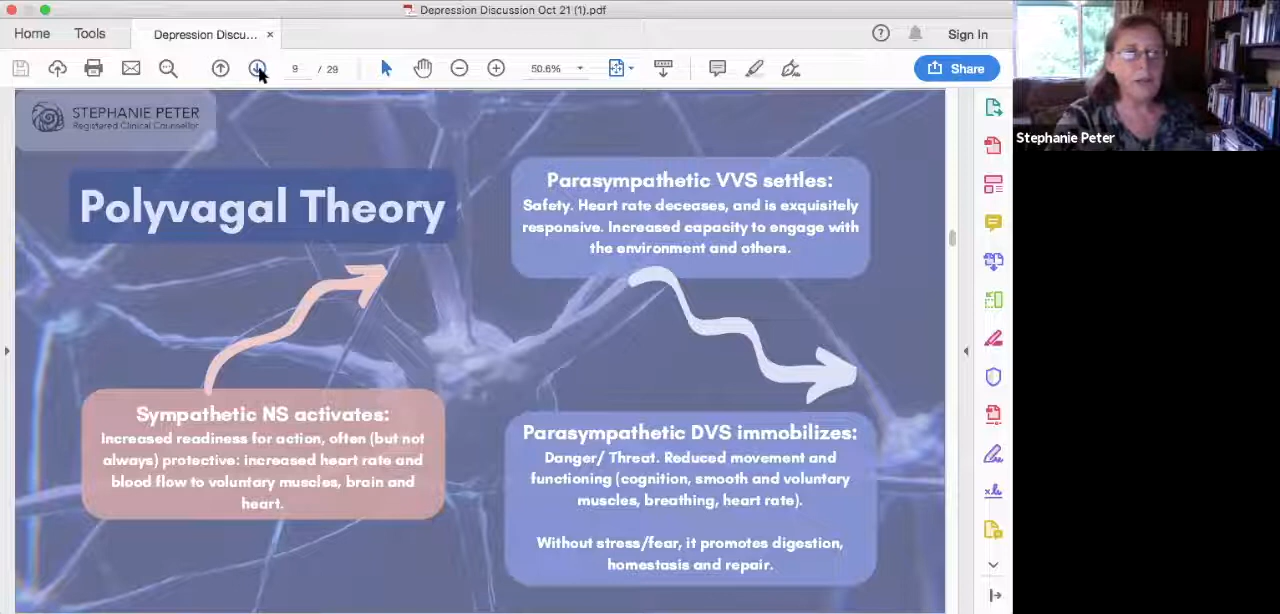 Depression Discussion Oct 21 (1).pdf
Home
Tools
Depression Discu...
Sign In
9 / 29
50.6%
Share
STEPHANIE PETER
Registered Clinical Counsellor
Polyvagal Theory
Parasympathetic VVS settles:
Safety. Heart rate deceases, and is exquisitely
responsive. Increased capacity to engage with
the environment and others.
Sympathetic NS activates:
Increased readiness for action, often (but not
always) protective: increased heart rate and
blood flow to voluntary muscles, brain and
heart.
Parasympathetic DVS immobilizes:
Danger/ Threat. Reduced movement and
functioning (cognition, smooth and voluntary
muscles, breathing, heart rate).
Without stress/fear, it promotes digestion,
homestasis and repair.
Stephanie Peter